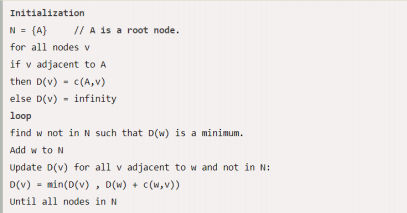 Initialization
N = {A}     // A is a root node.
for all nodes v
if v adjacent to A
then D(v) = c(A,v)
else D(v) = infinity
loop
find w not in N such that D(w) is a minimum.
Add w to N
Update D(v) for all v adjacent to w and not in N:
D(v) = min(D(v) , D(w) + c(w,v))
Until all nodes in N